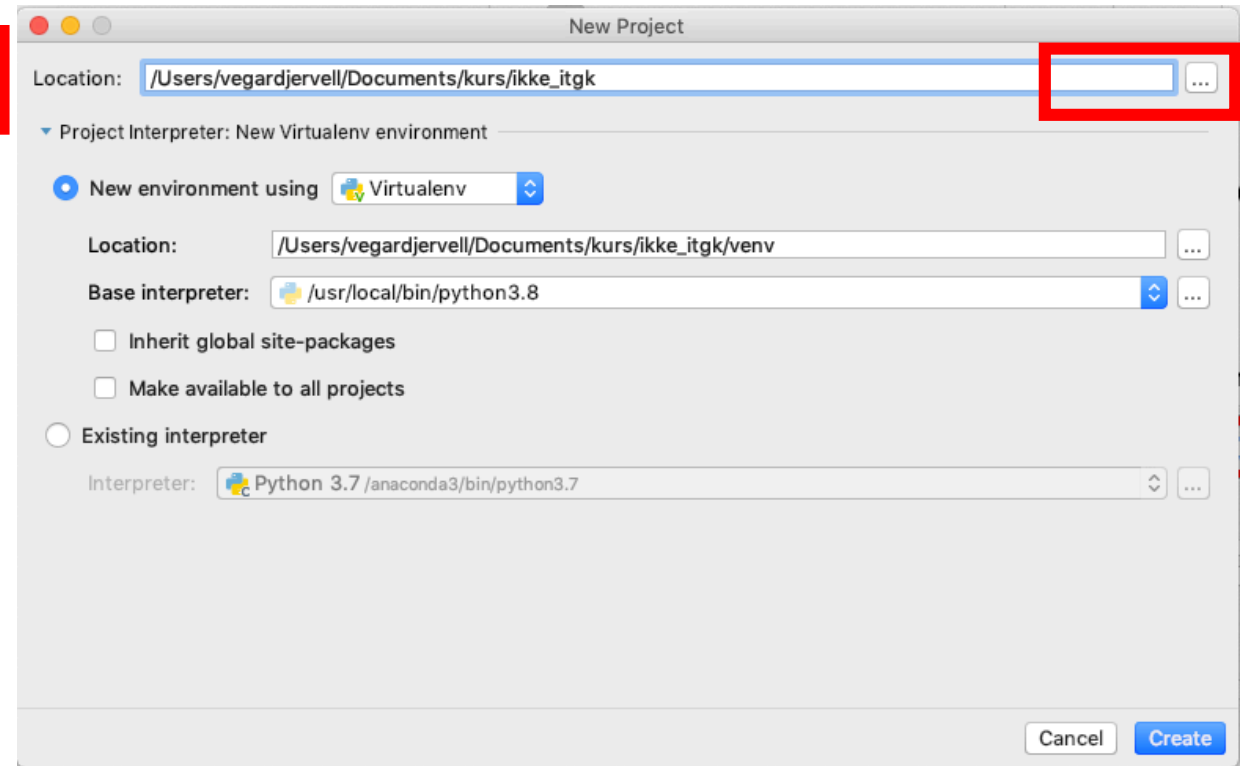 New Project
Location: /Users/vegardjervell/Documents/kurs/ikke_itgk ...
Project Interpreter: New Virtualenv environment
New environment using Virtualenv
Location: /Users/vegardjervell/Documents/kurs/ikke_itgk/venv ...
Base interpreter: /usr/local/bin/python3.8 ...
Inherit global site-packages
Make available to all projects
Existing interpreter
Interpreter: Python 3.7 /anaconda3/bin/python3.7 ...
Cancel Create